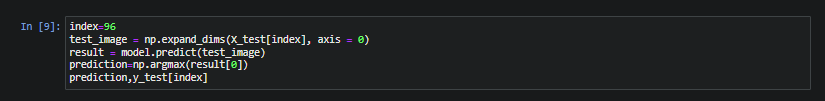 In [9]: index=96
test_image = np.expand_dims(X_test[index], axis = 0)
result = model.predict(test_image)
prediction=np.argmax(result[0])
prediction,y_test[index]